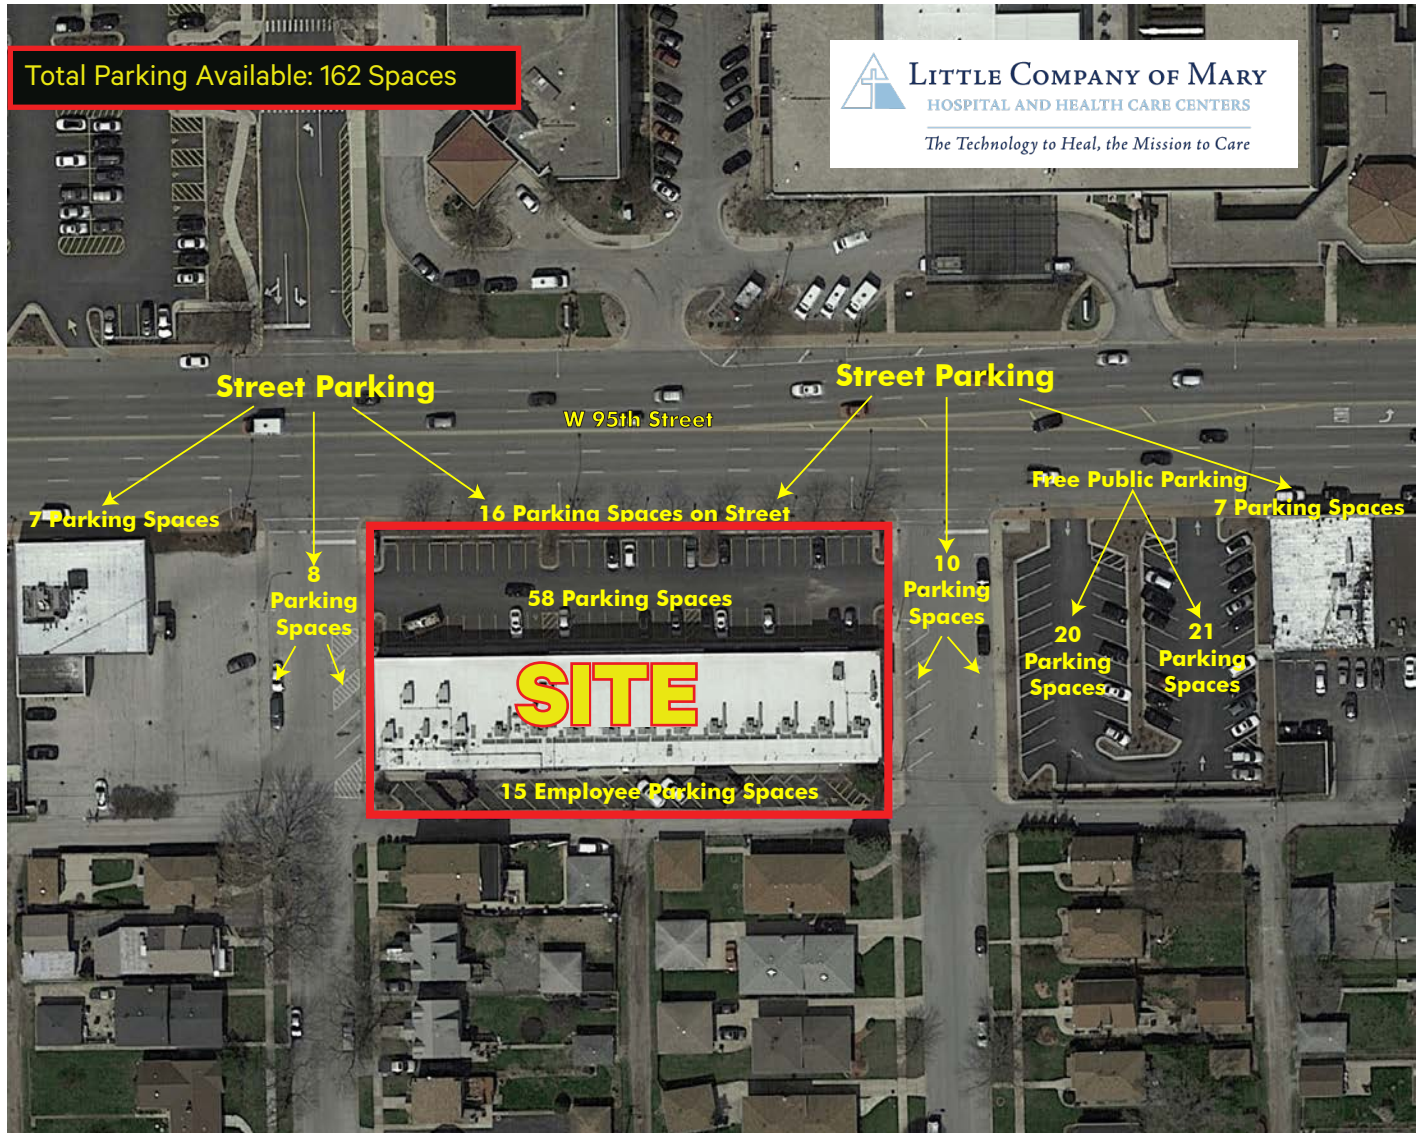 Total Parking Available: 162 Spaces
LITTLE COMPANY OF MARY
HOSPITAL AND HEALTH CARE CENTERS
The Technology to Heal, the Mission to Care
Street Parking
Street Parking
W 95th Street
Free Public Parking
7 Parking Spaces
16 Parking Spaces on Street
7 Parking Spaces
8
Parking
Spaces
58 Parking Spaces
10
Parking
Spaces
20
Parking
Spaces
21
Parking
Spaces
SITE
15 Employee Parking Spaces